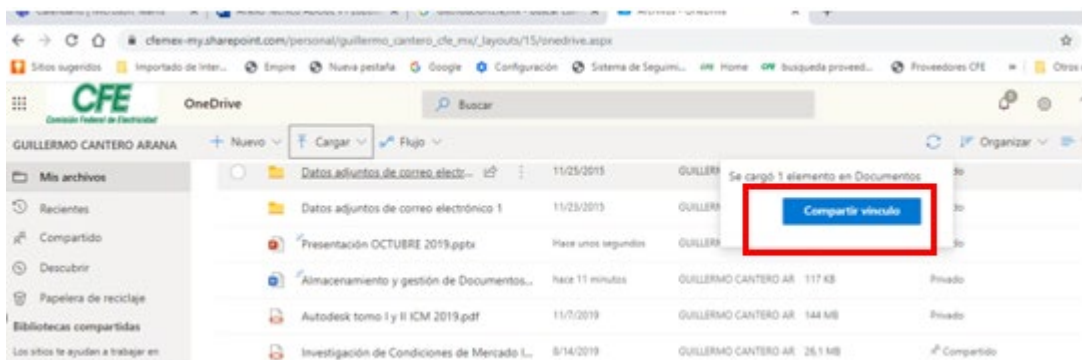 cfemex-my.sharepoint.com/personal/guillermo_cantero_cfe_mx/_layouts/15/onedrive.aspx
Sitios sugeridos Importado de Inter... Empire Nueva pestaña Google Configuración Sistema de Seguimi... Home busqueda proveed... Proveedores CFE » Otros
CFE OneDrive Buscar
Comisión Federal de Electricidad
GUILLERMO CANTERO ARANA + Nuevo Cargar Flujo Organizar
Mis archivos Datos adjuntos de correo electr... 11/25/2015 GUILLER
Se cargó 1 elemento en Documentos
Recientes Datos adjuntos de correo electrónico 1 11/23/2015 GUILLER
Compartir vínculo
Compartido Presentación OCTUBRE 2019.pptx Hace unos segundos GUILLER
Descubrir Almacenamiento y gestión de Documentos... hace 11 minutos GUILLERMO CANTERO AR 117 KB Privado
Papelera de reciclaje Autodesk tomo I y II ICM 2019.pdf 11/7/2019 GUILLERMO CANTERO AR 144 MB Privado
Bibliotecas compartidas
Los sitios te ayudan a trabajar en Investigación de Condiciones de Mercado I... 8/14/2019 GUILLERMO CANTERO AR 26,1 MB Compartido